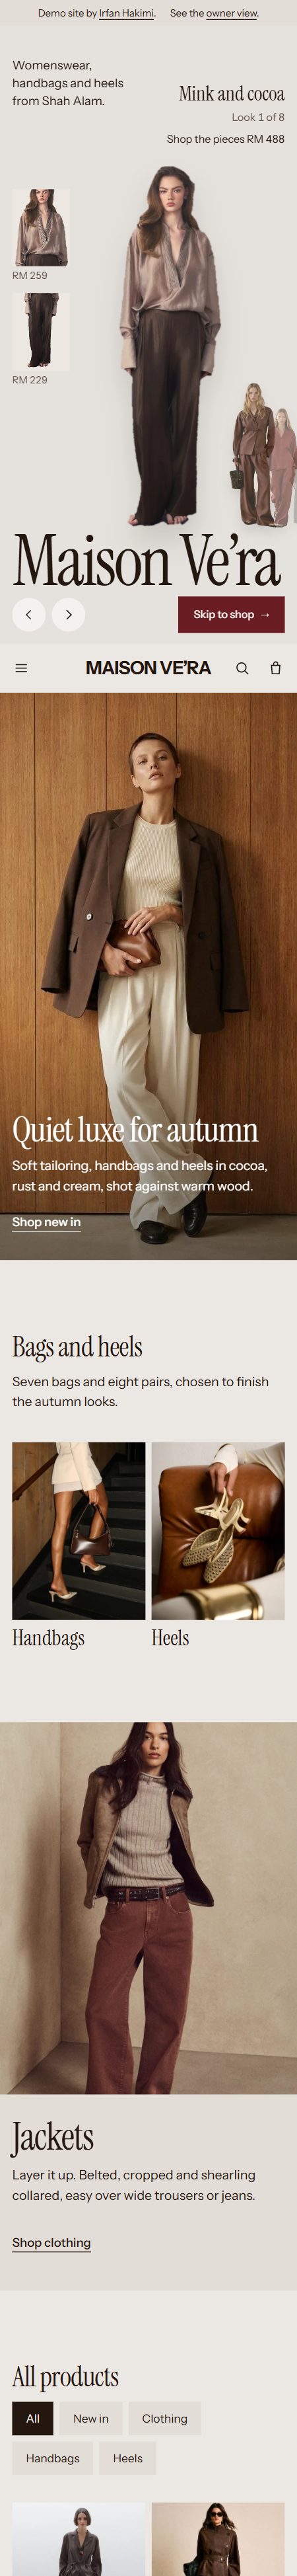 Demo site by Irfan Hakimi. See the owner view.
Womenswear,
handbags and heels
from Shah Alam.
Mink and cocoa
Look 1 of 8
Shop the pieces RM 488
RM 259
RM 229
Maison Ve’ra
Skip to shop →
MAISON VE’RA
Quiet luxe for autumn
Soft tailoring, handbags and heels in cocoa,
rust and cream, shot against warm wood.
Shop new in
Bags and heels
Seven bags and eight pairs, chosen to finish
the autumn looks.
Handbags
Heels
Jackets
Layer it up. Belted, cropped and shearling
collared, easy over wide trousers or jeans.
Shop clothing
All products
All
New in
Clothing
Handbags
Heels